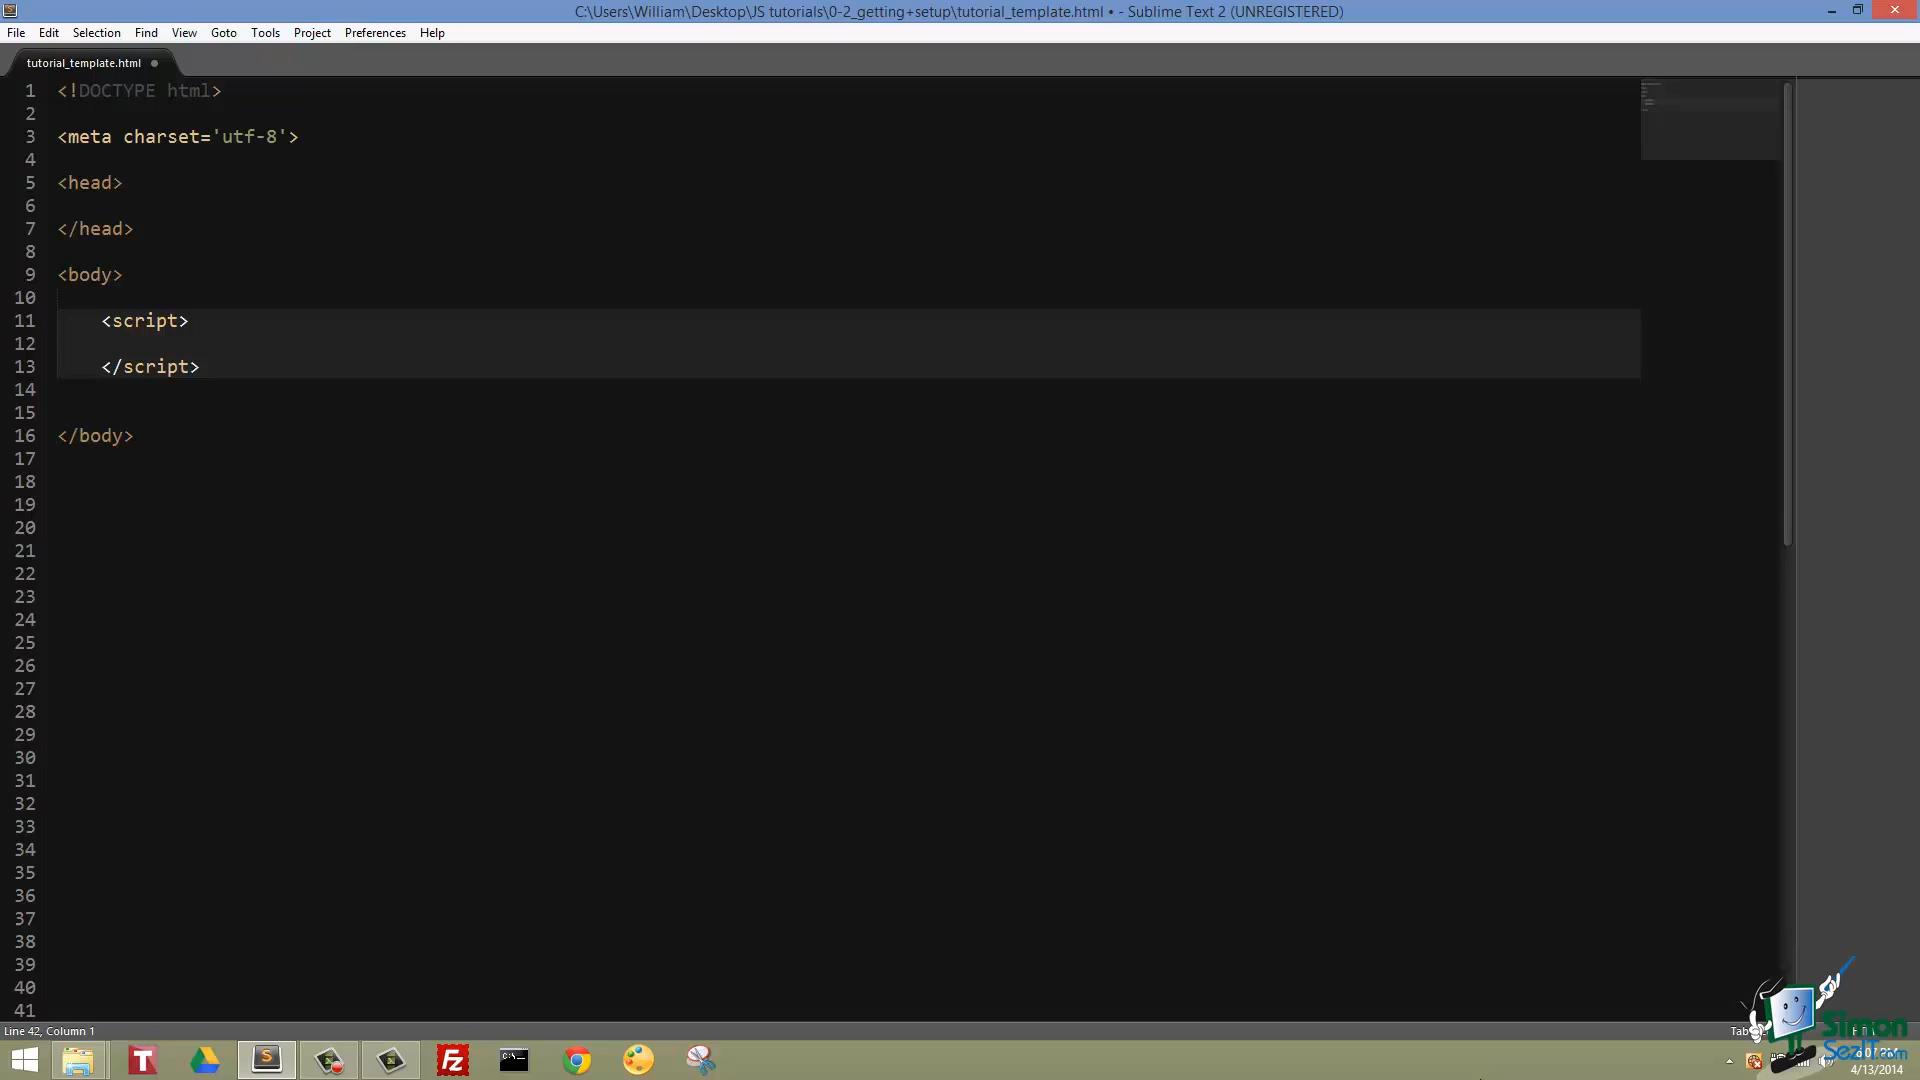 C:\Users\William\Desktop\JS tutorials\0-2_getting+setup\tutorial_template.html • - Sublime Text 2 (UNREGISTERED)
File Edit Selection Find View Goto Tools Project Preferences Help
tutorial_template.html
1 <!DOCTYPE html>
2
3 <meta charset='utf-8'>
4
5 <head>
6
7 </head>
8
9 <body>
10
11 <script>
12
13 </script>
14
15
16 </body>
17
18
19
20
21
22
23
24
25
26
27
28
29
30
31
32
33
34
35
36
37
38
39
40
41
Line 42, Column 1
Simon
SezIT.com
4/13/2014